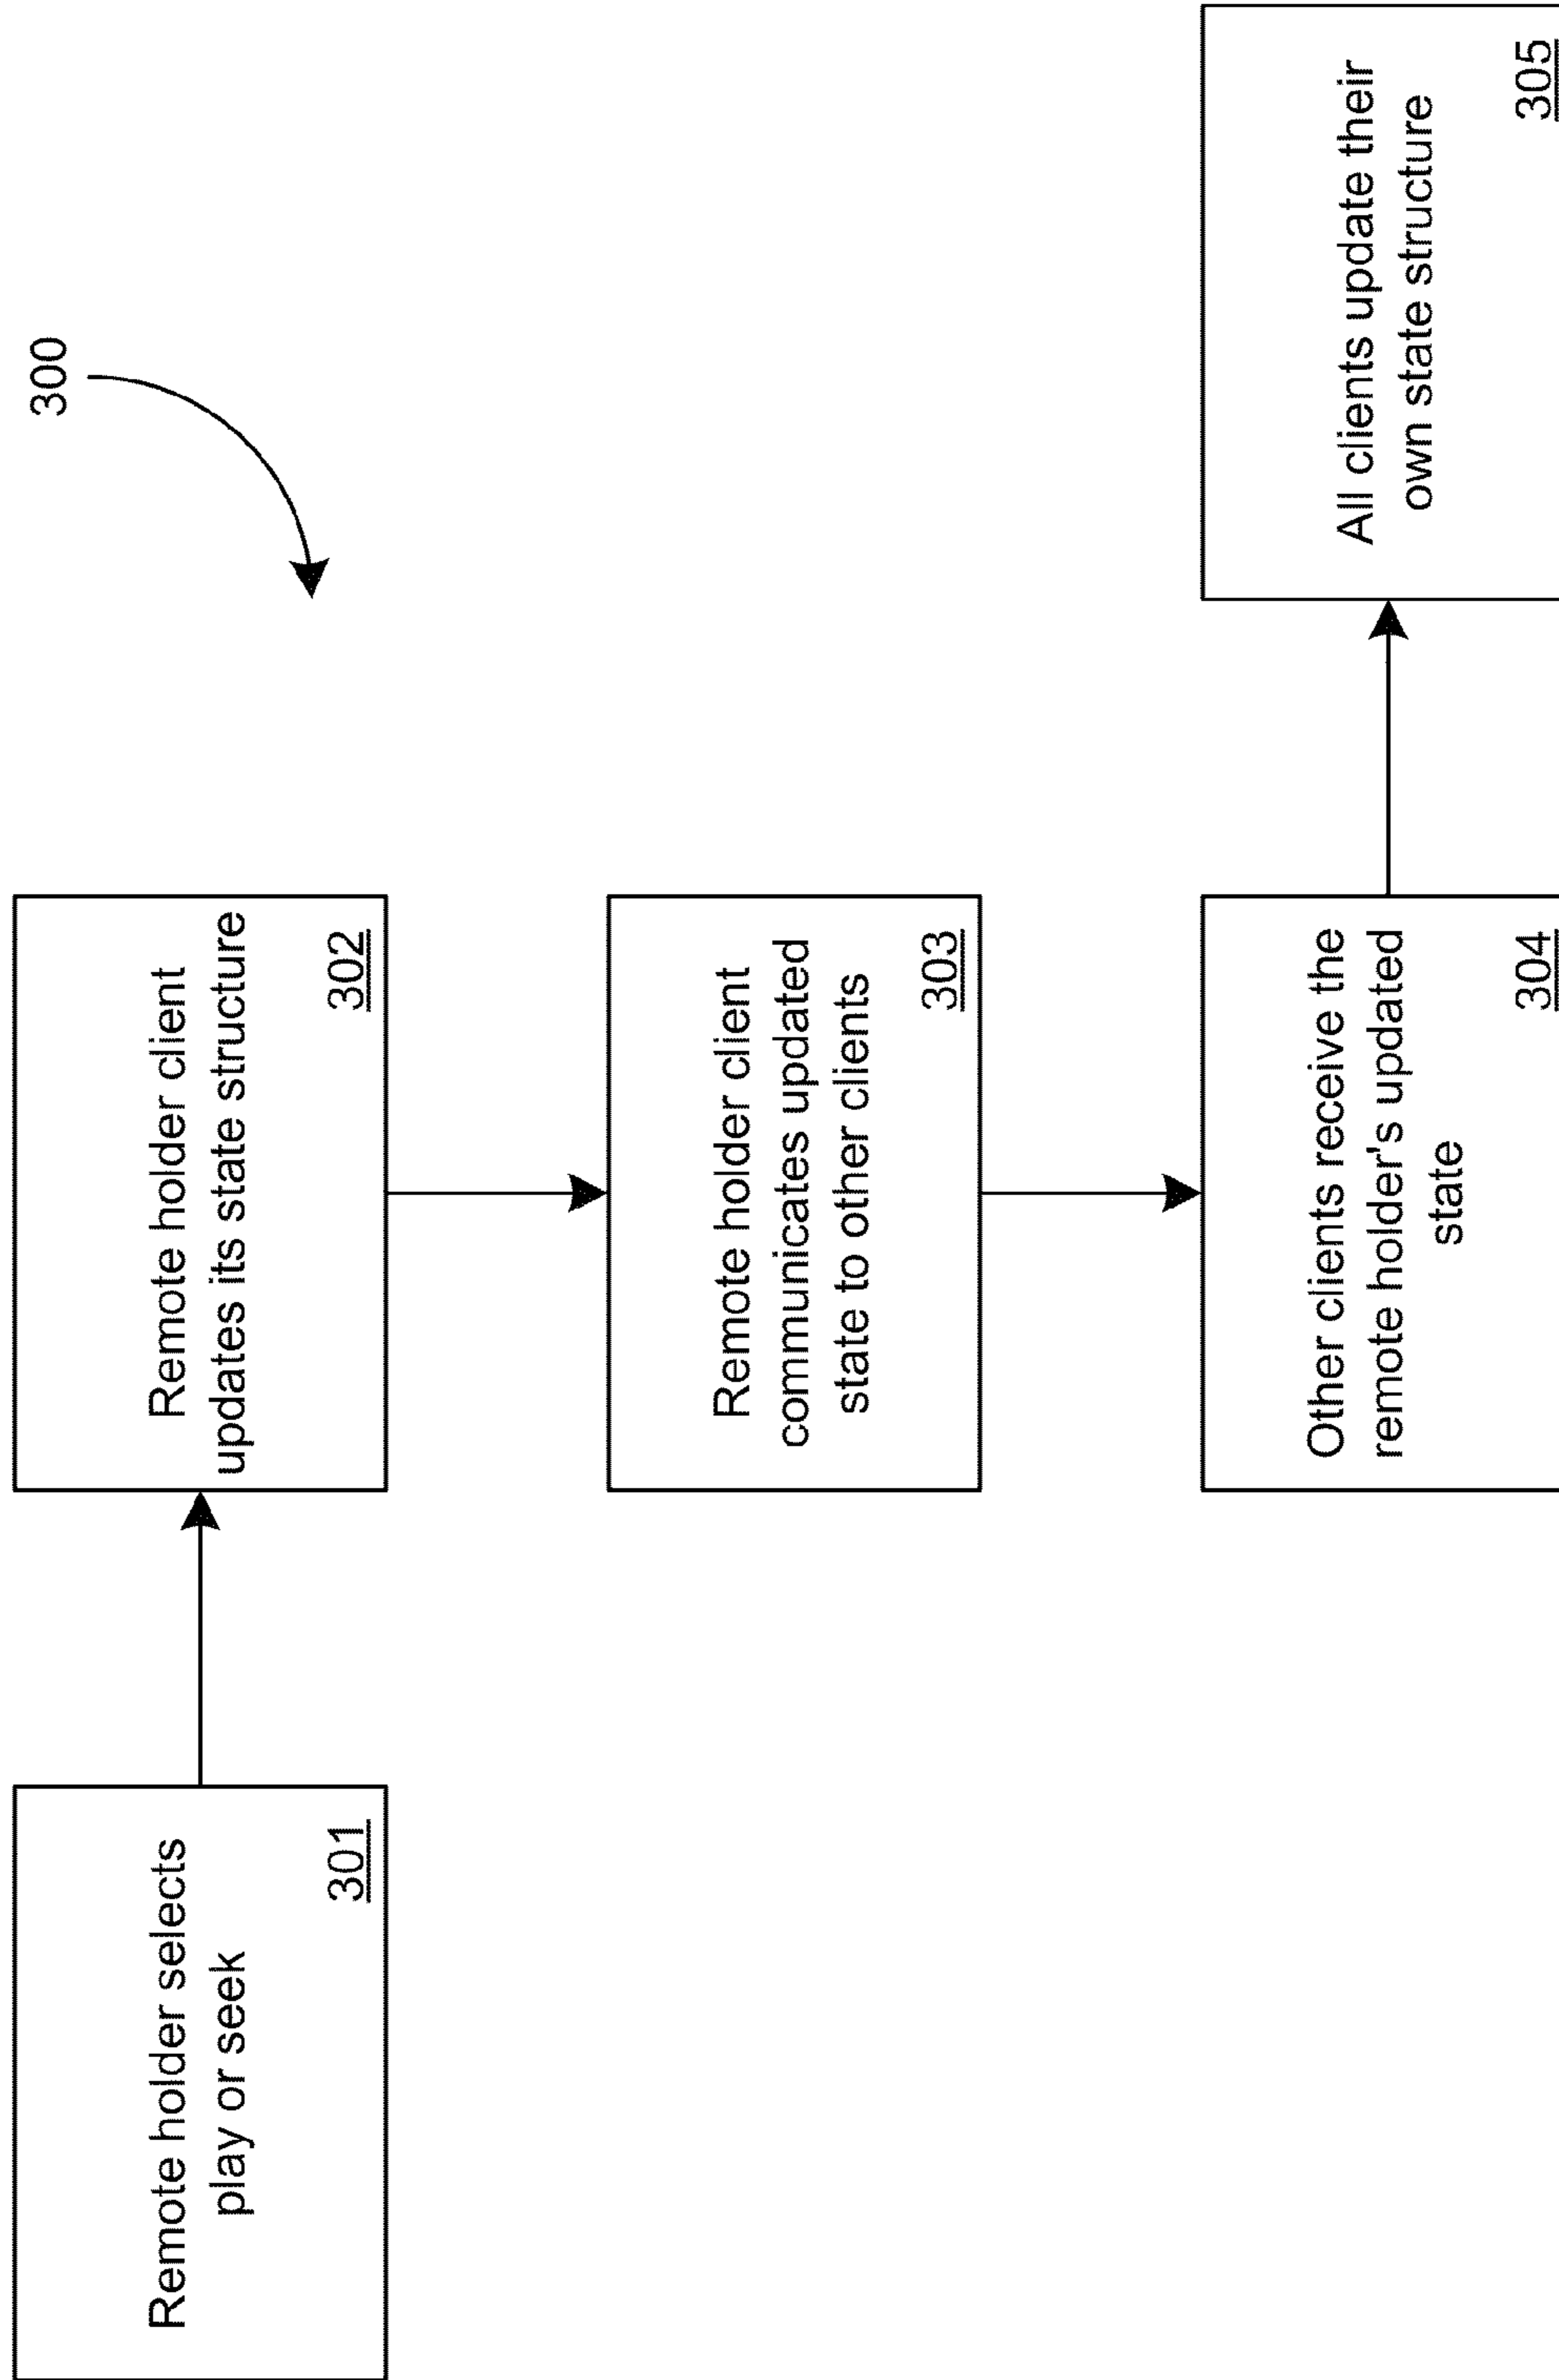 300
Remote holder selects
play or seek
301
Remote holder client
updates its state structure
302
Remote holder client
communicates updated
state to other clients
303
Other clients receive the
remote holder's updated
state
304
All clients update their
own state structure
305